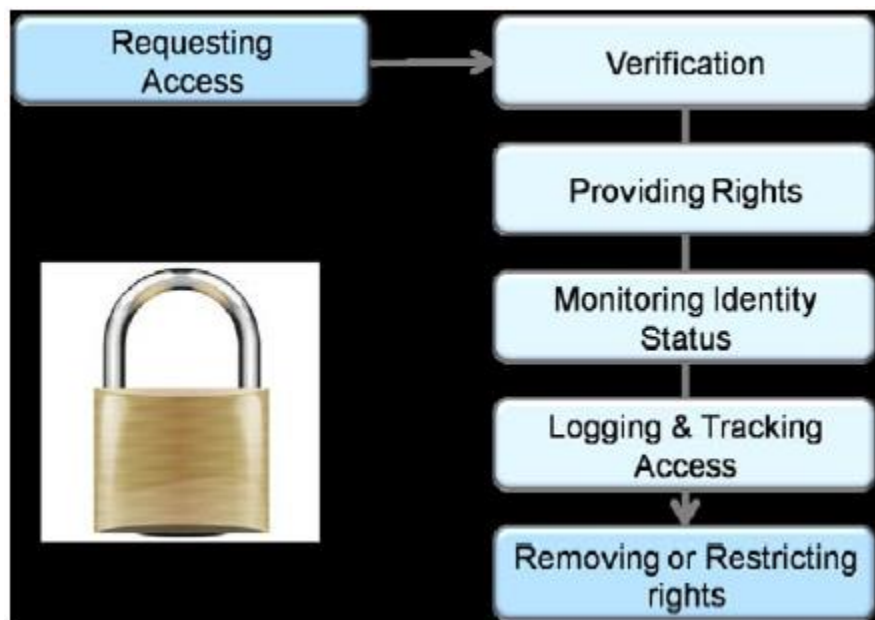 Requesting
Access
Verification
Providing Rights
Monitoring Identity
Status
Logging & Tracking
Access
Removing or Restricting
rights